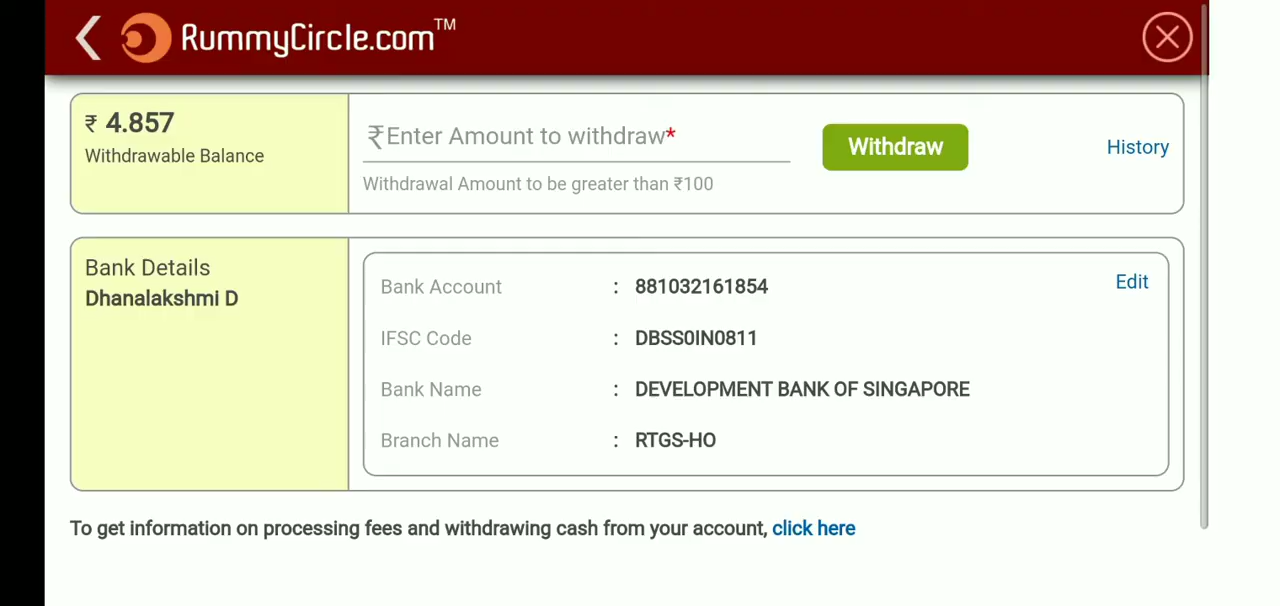 RummyCircle.com™
₹ 4.857
Withdrawable Balance
₹Enter Amount to withdraw*
Withdraw
History
Withdrawal Amount to be greater than ₹100
Bank Details
Dhanalakshmi D
Bank Account : 881032161854
Edit
IFSC Code : DBSS0IN0811
Bank Name : DEVELOPMENT BANK OF SINGAPORE
Branch Name : RTGS-HO
To get information on processing fees and withdrawing cash from your account, click here